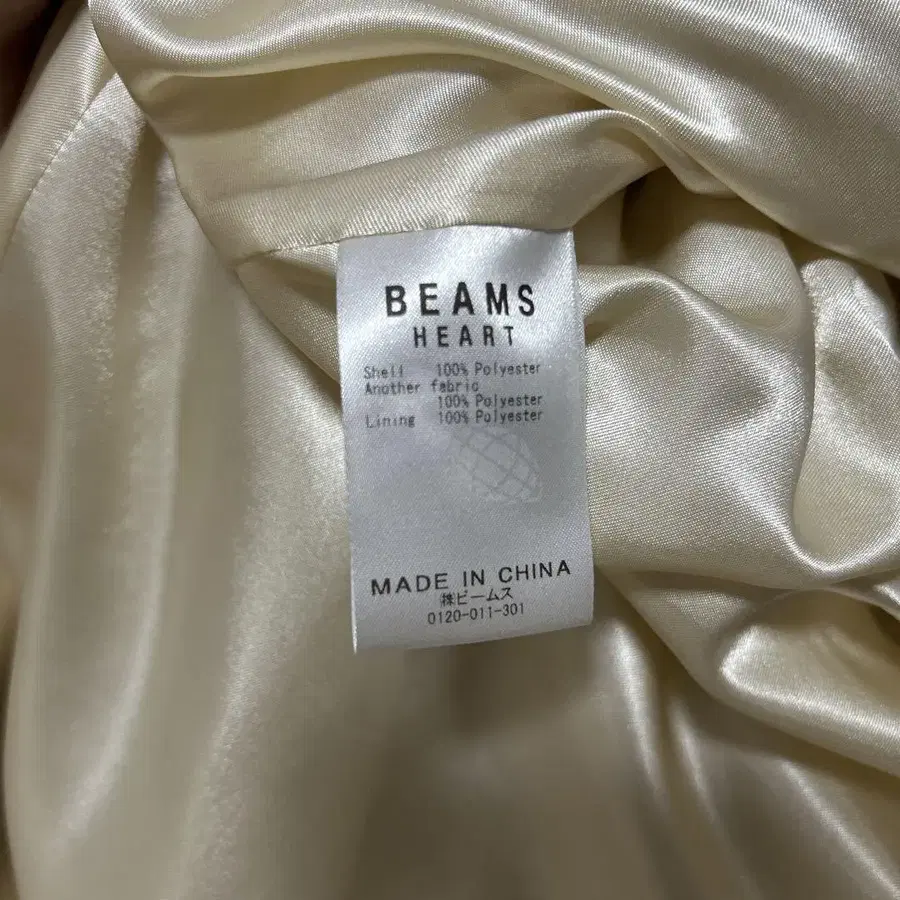 BEAMS
HEART
Shell 100% Polyester
Another fabric
100% Polyester
Lining 100% Polyester
MADE IN CHINA
㈱ビームス
0120-011-301